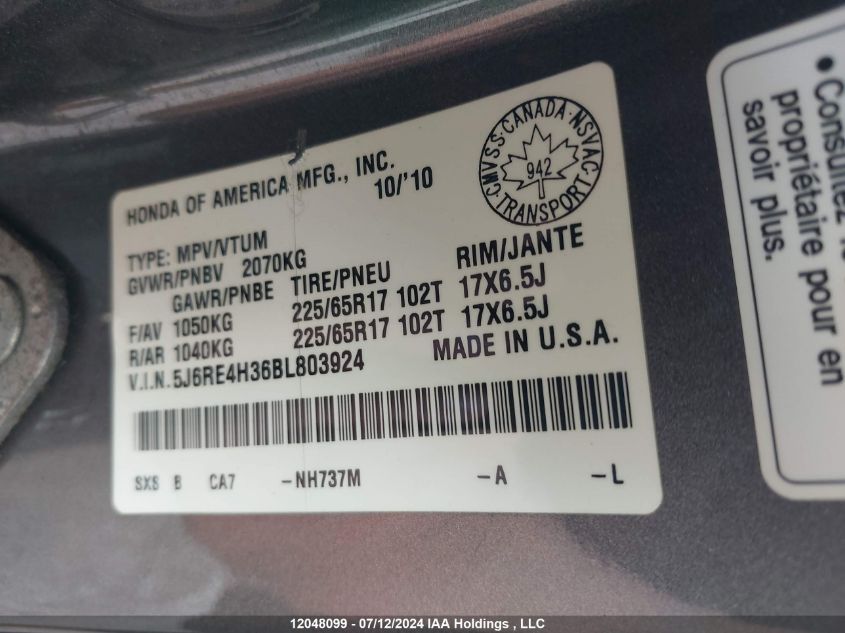 HONDA OF AMERICA MFG., INC.
10/'10
CMVSS·CANADA·NSVAC
942
·TRANSPORT·
TYPE: MPV/VTUM
GVWR/PNBV 2070KG
GAWR/PNBE TIRE/PNEU RIM/JANTE
F/AV 1050KG 225/65R17 102T 17X6.5J
R/AR 1040KG 225/65R17 102T 17X6.5J
V.I.N. 5J6RE4H36BL803924 MADE IN U.S.A.
SXS B CA7 -NH737M -A -L
•Consultez le
propriétaire pour en
savoir plus.
12048099 - 07/12/2024 IAA Holdings , LLC